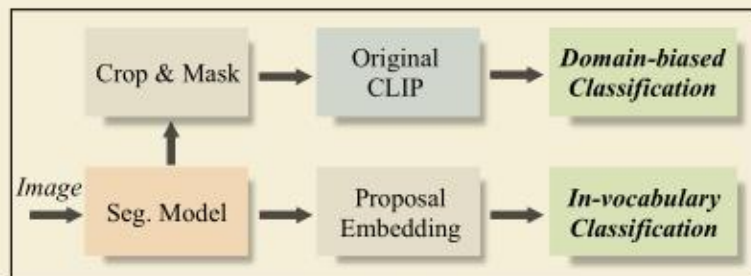 Crop & Mask
Original
CLIP
Domain-biased
Classification
Image
Seg. Model
Proposal
Embedding
In-vocabulary
Classification